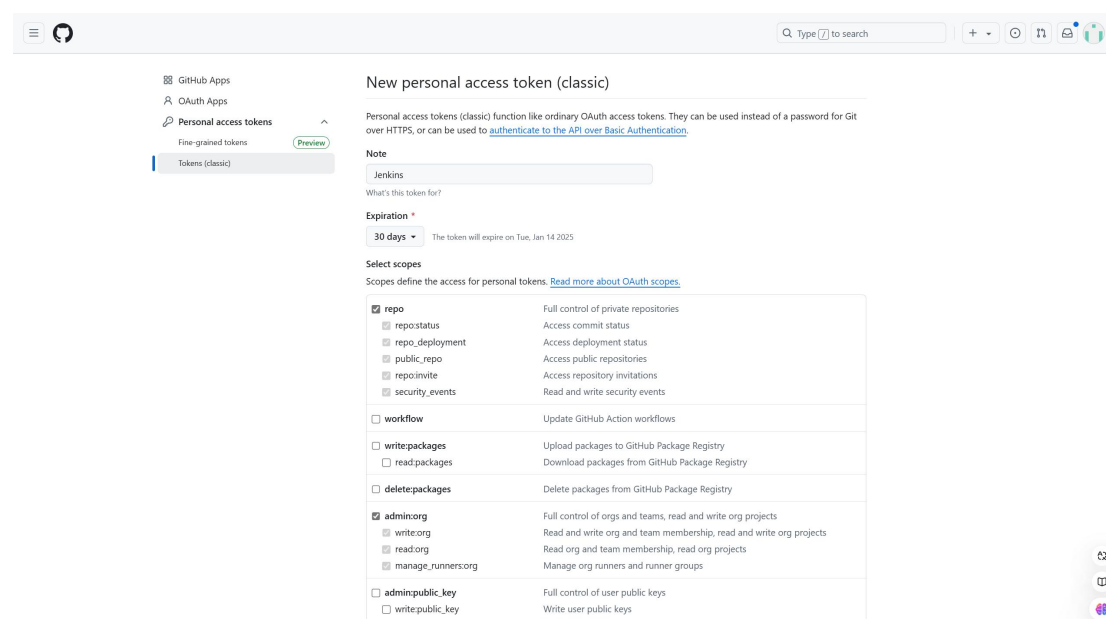 Type / to search
GitHub Apps
OAuth Apps
Personal access tokens
Fine-grained tokens Preview
Tokens (classic)
New personal access token (classic)
Personal access tokens (classic) function like ordinary OAuth access tokens. They can be used instead of a password for Git
over HTTPS, or can be used to authenticate to the API over Basic Authentication.
Note
Jenkins
What's this token for?
Expiration *
30 days The token will expire on Tue, Jan 14 2025
Select scopes
Scopes define the access for personal tokens. Read more about OAuth scopes.
repo Full control of private repositories
repo:status Access commit status
repo_deployment Access deployment status
public_repo Access public repositories
repo:invite Access repository invitations
security_events Read and write security events
workflow Update GitHub Action workflows
write:packages Upload packages to GitHub Package Registry
read:packages Download packages from GitHub Package Registry
delete:packages Delete packages from GitHub Package Registry
admin:org Full control of orgs and teams, read and write org projects
write:org Read and write org and team membership, read and write org projects
read:org Read org and team membership, read org projects
manage_runners:org Manage org runners and runner groups
admin:public_key Full control of user public keys
write:public_key Write user public keys